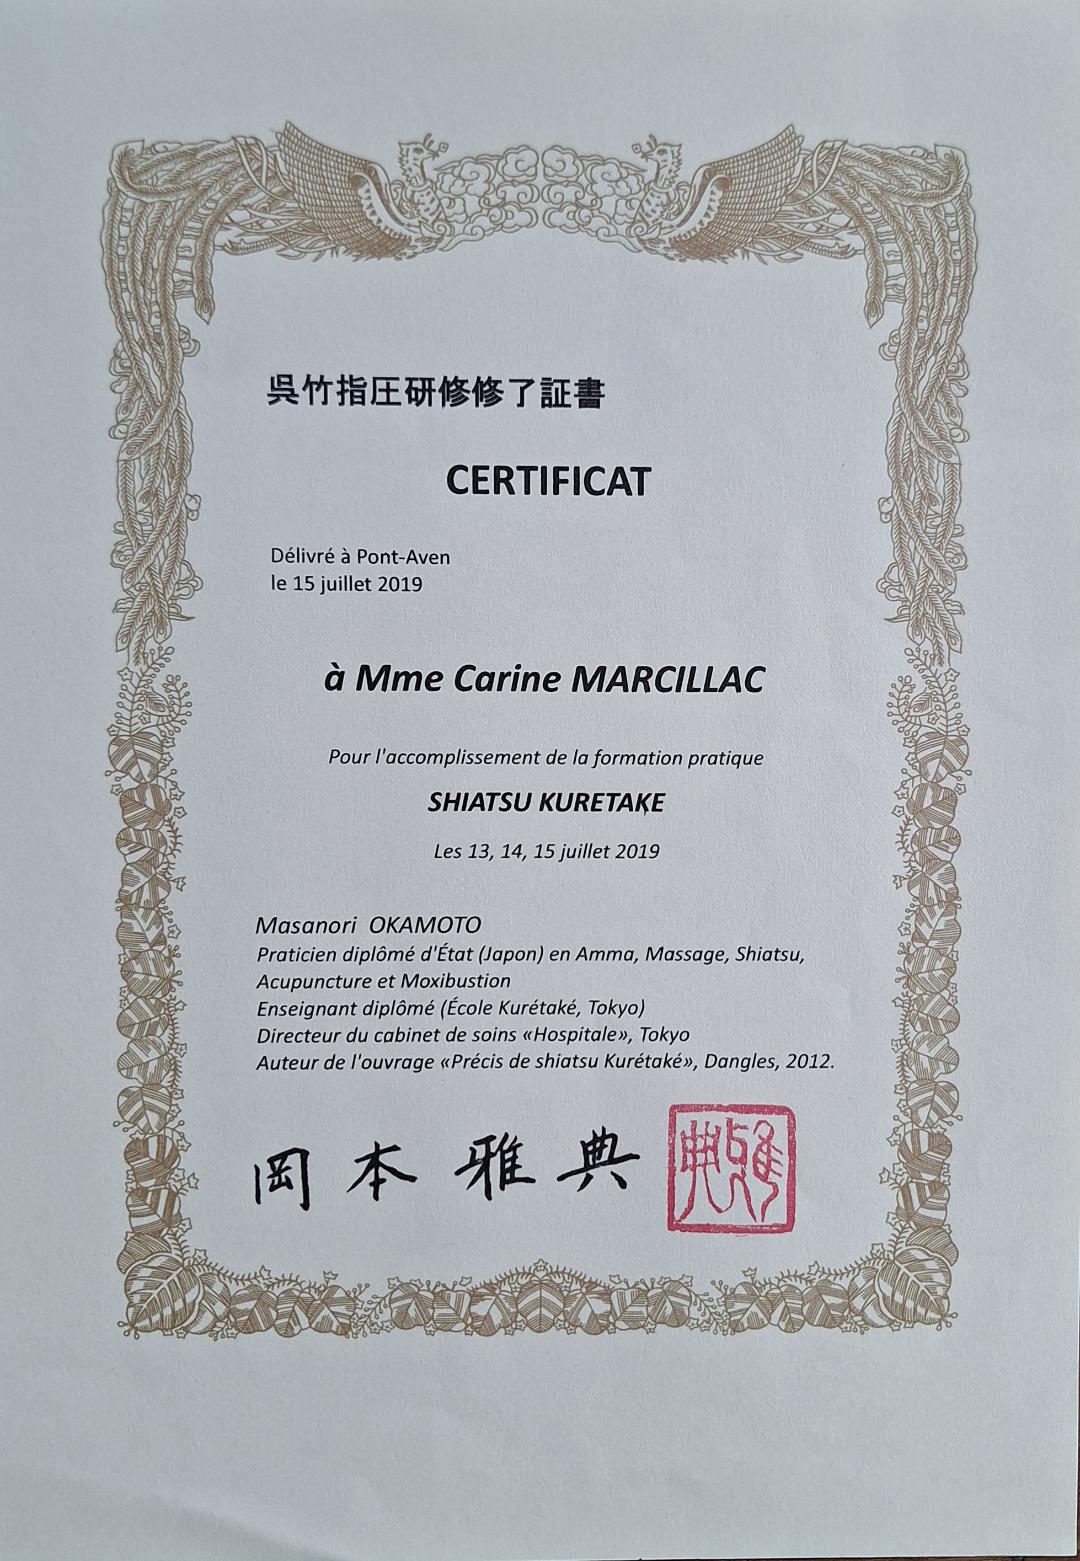 呉竹指圧研修修了証書
CERTIFICAT
Délivré à Pont-Aven
le 15 juillet 2019
à Mme Carine MARCILLAC
Pour l'accomplissement de la formation pratique
SHIATSU KURETAKE
Les 13, 14, 15 juillet 2019
Masanori OKAMOTO
Praticien diplômé d'État (Japon) en Amma, Massage, Shiatsu,
Acupuncture et Moxibustion
Enseignant diplômé (École Kurétaké, Tokyo)
Directeur du cabinet de soins «Hospitale», Tokyo
Auteur de l'ouvrage «Précis de shiatsu Kurétaké», Dangles, 2012.
岡本雅典